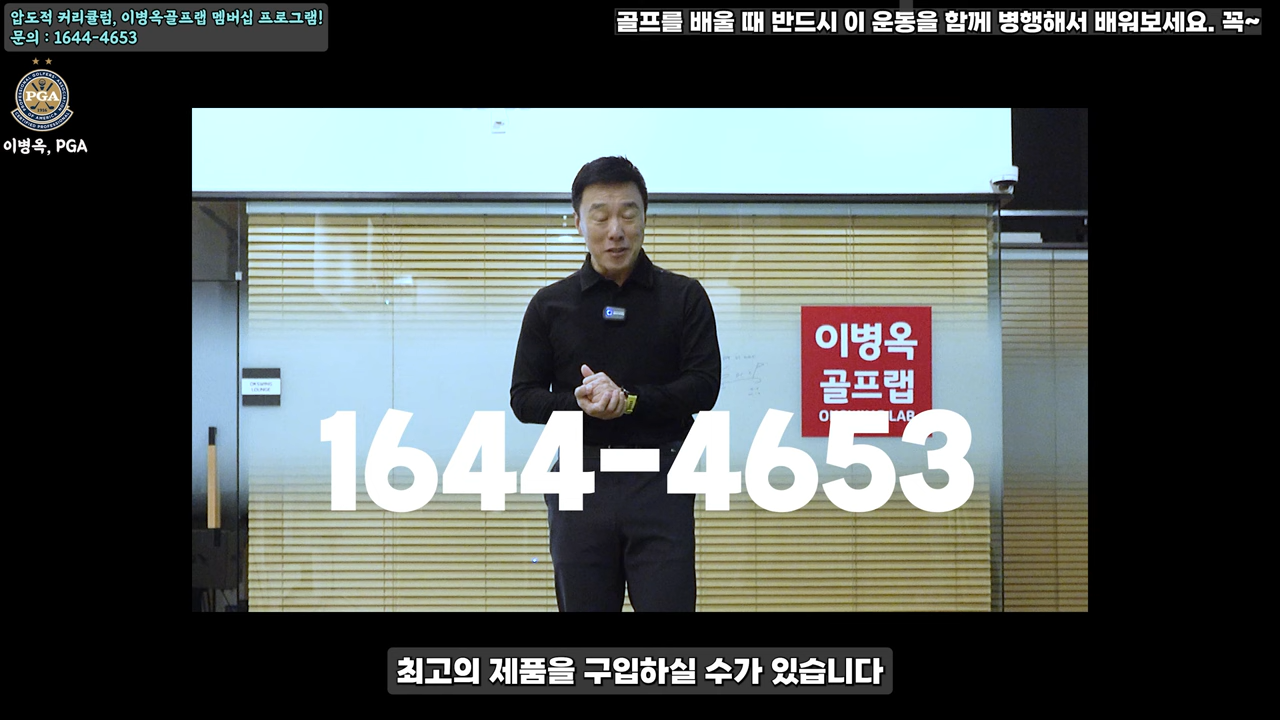 압도적 커리큘럼, 이병옥골프랩 멤버십 프로그램!
문의 : 1644-4653
골프를 배울 때 반드시 이 운동을 함께 병행해서 배워보세요. 꼭~
PGA
이병옥, PGA
이병옥
골프랩
1644-4653
최고의 제품을 구입하실 수가 있습니다